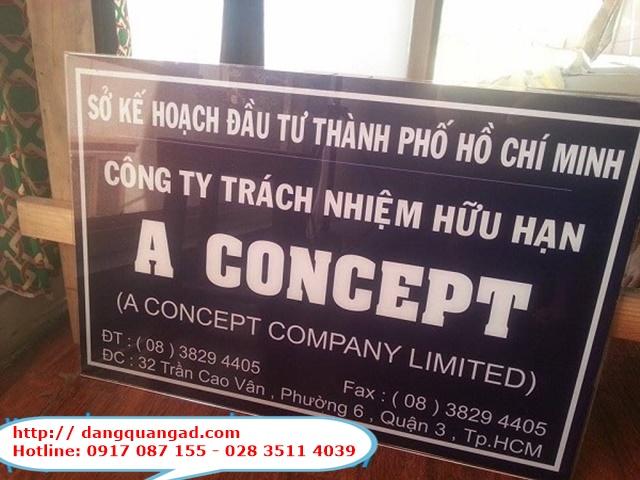 SỞ KẾ HOẠCH ĐẦU TƯ THÀNH PHỐ HỒ CHÍ MINH
CÔNG TY TRÁCH NHIỆM HỮU HẠN
A CONCEPT
(A CONCEPT COMPANY LIMITED)
ĐT : ( 08 ) 3829 4405 Fax : ( 08 ) 3829 4405
ĐC : 32 Trần Cao Vân , Phường 6 , Quận 3 , Tp.HCM
http:// dangquangad.com
Hotline: 0917 087 155 - 028 3511 4039